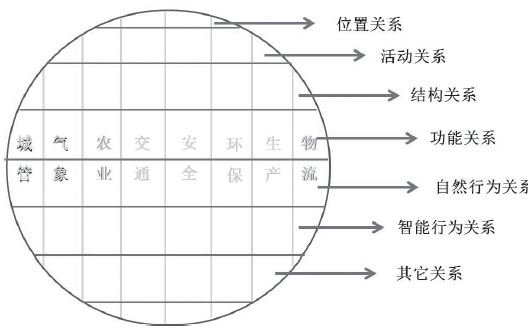 位置关系
活动关系
结构关系
城 气 农 交 安 环 生 物
管 象 业 通 全 保 产 流
功能关系
自然行为关系
智能行为关系
其它关系